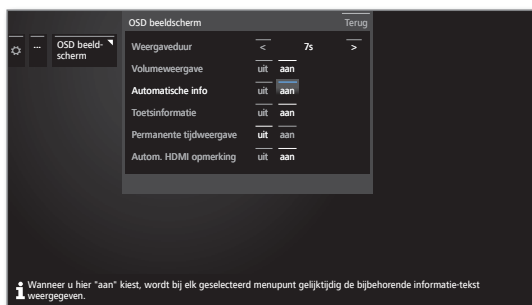 OSD beeldscherm Terug
... OSD beeld-
scherm
Weergaveduur < 7s >
Volumeweergave uit aan
Automatische info uit aan
Toetsinformatie uit aan
Permanente tijdweergave uit aan
Autom. HDMI opmerking uit aan
Wanneer u hier "aan" kiest, wordt bij elk geselecteerd menupunt gelijktijdig de bijbehorende informatie-tekst
weergegeven.